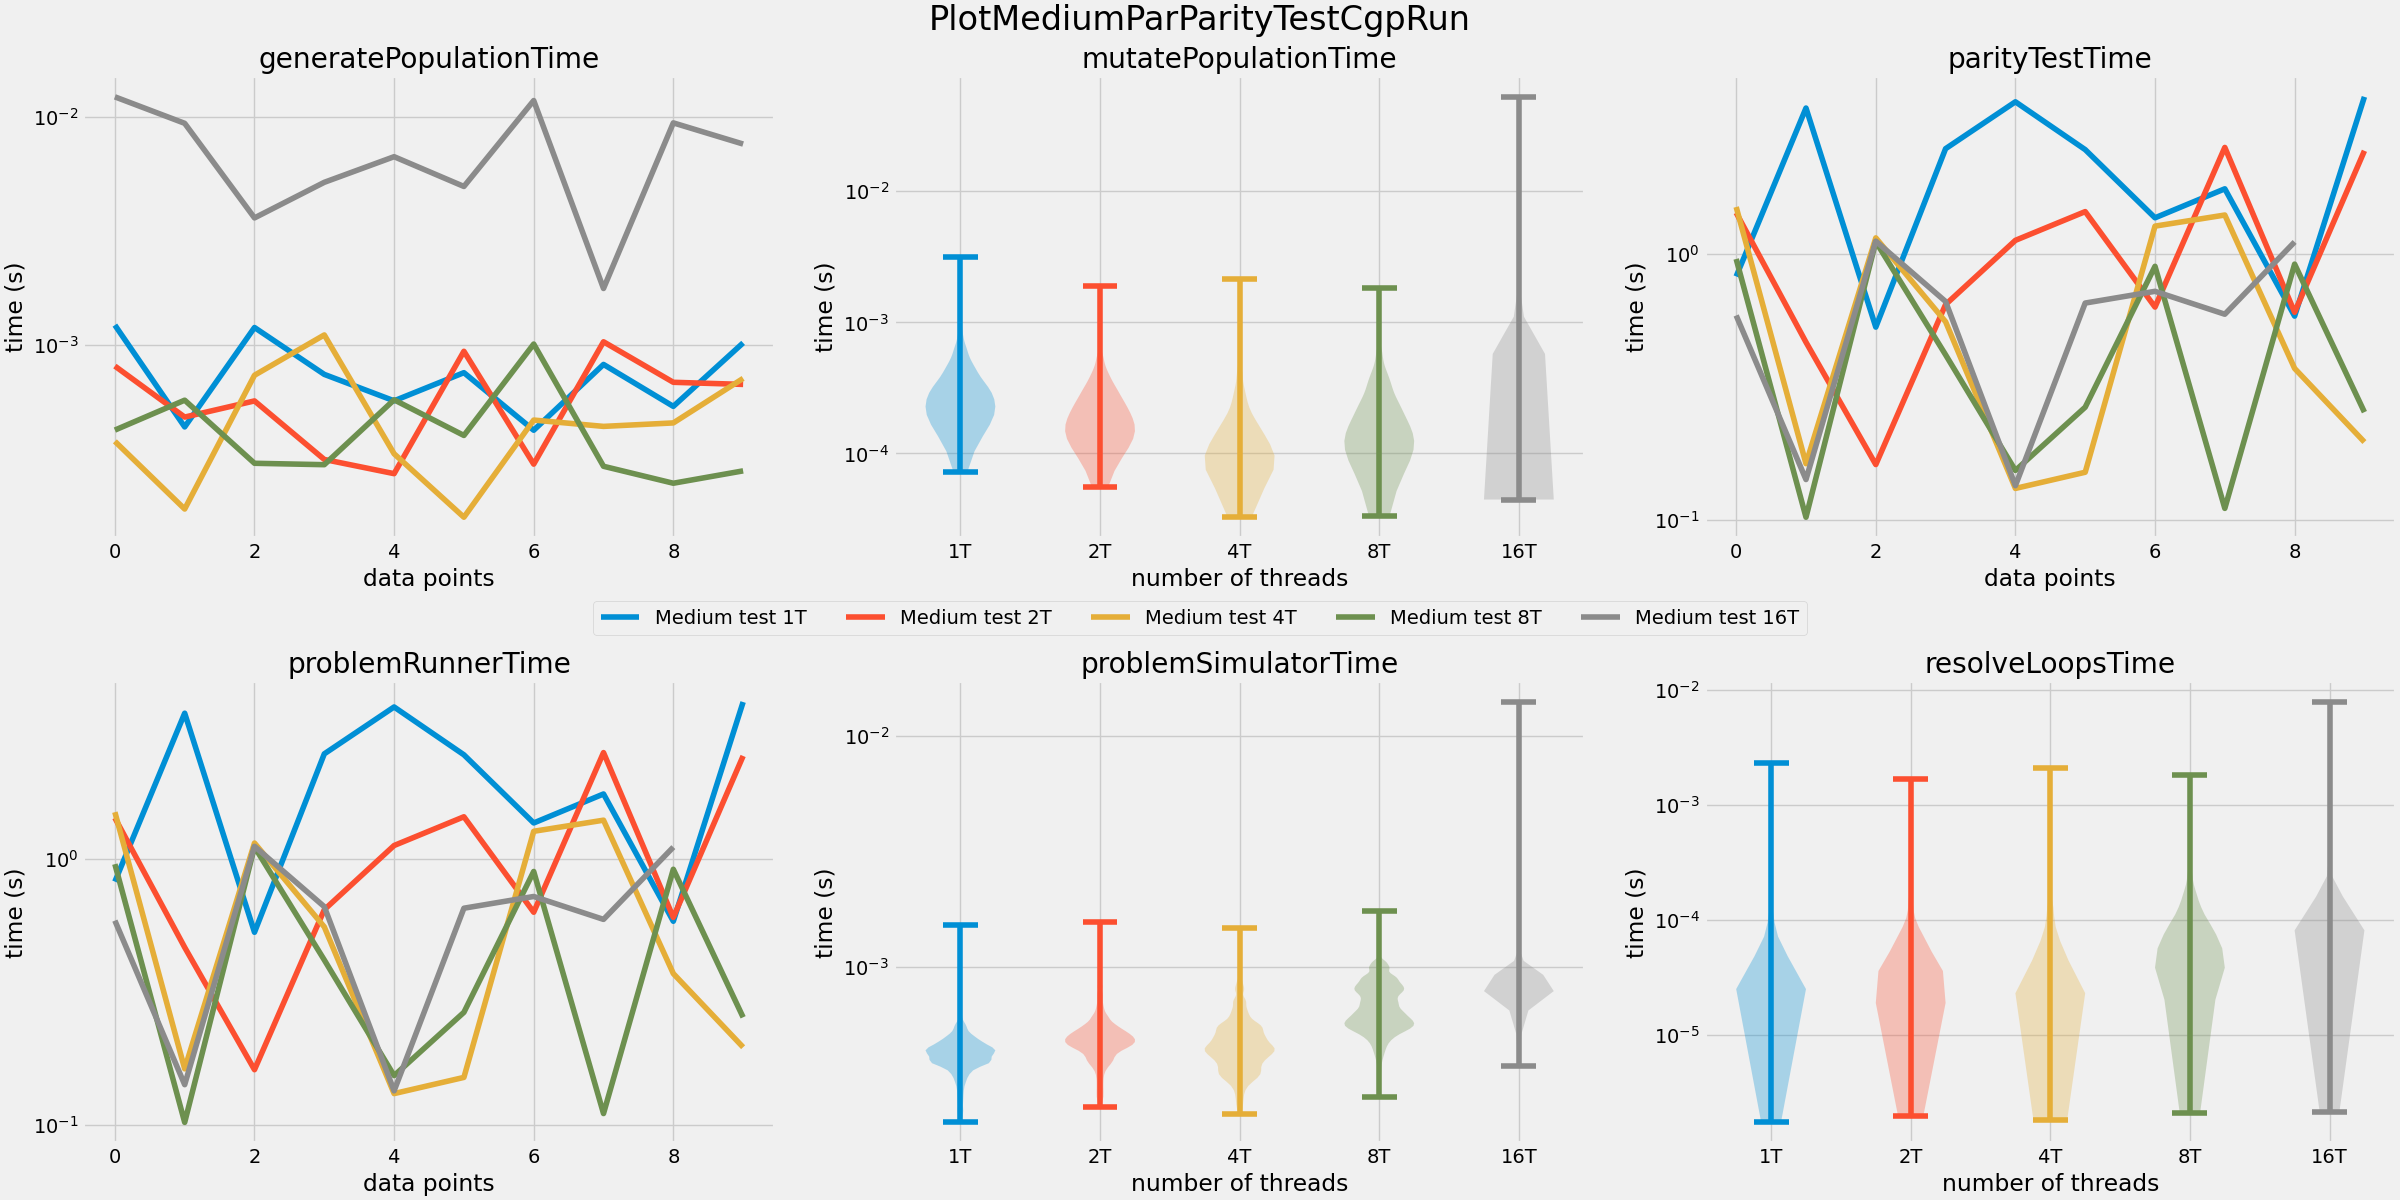 PlotMediumParParityTestCgpRun
generatePopulationTime
time (s)
10⁻²
10⁻³
0 2 4 6 8
data points
mutatePopulationTime
time (s)
10⁻²
10⁻³
10⁻⁴
1T 2T 4T 8T 16T
number of threads
parityTestTime
time (s)
10⁰
10⁻¹
0 2 4 6 8
data points
Medium test 1T Medium test 2T Medium test 4T Medium test 8T Medium test 16T
problemRunnerTime
time (s)
10⁰
10⁻¹
0 2 4 6 8
data points
problemSimulatorTime
time (s)
10⁻²
10⁻³
1T 2T 4T 8T 16T
number of threads
resolveLoopsTime
time (s)
10⁻²
10⁻³
10⁻⁴
10⁻⁵
1T 2T 4T 8T 16T
number of threads